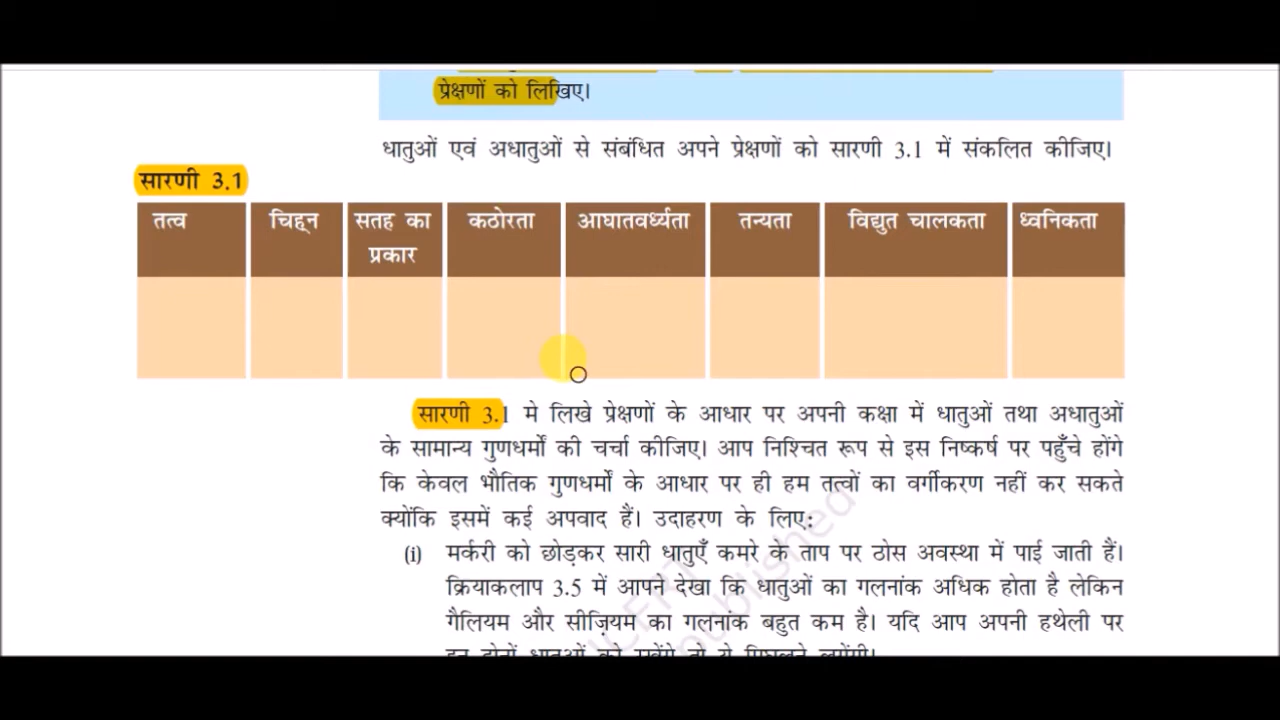 प्रेक्षणों को लिखिए।
धातुओं एवं अधातुओं से संबंधित अपने प्रेक्षणों को सारणी 3.1 में संकलित कीजिए।
सारणी 3.1
तत्व चिह्न सतह का प्रकार कठोरता आघातवर्ध्यता तन्यता विद्युत चालकता ध्वनिकता
सारणी 3.1 मे लिखे प्रेक्षणों के आधार पर अपनी कक्षा में धातुओं तथा अधातुओं
के सामान्य गुणधर्मों की चर्चा कीजिए। आप निश्चित रूप से इस निष्कर्ष पर पहुँचे होंगे
कि केवल भौतिक गुणधर्मों के आधार पर ही हम तत्वों का वर्गीकरण नहीं कर सकते
क्योंकि इसमें कई अपवाद हैं। उदाहरण के लिए:
(i) मर्करी को छोड़कर सारी धातुएँ कमरे के ताप पर ठोस अवस्था में पाई जाती हैं।
क्रियाकलाप 3.5 में आपने देखा कि धातुओं का गलनांक अधिक होता है लेकिन
गैलियम और सीज़ियम का गलनांक बहुत कम है। यदि आप अपनी हथेली पर
published